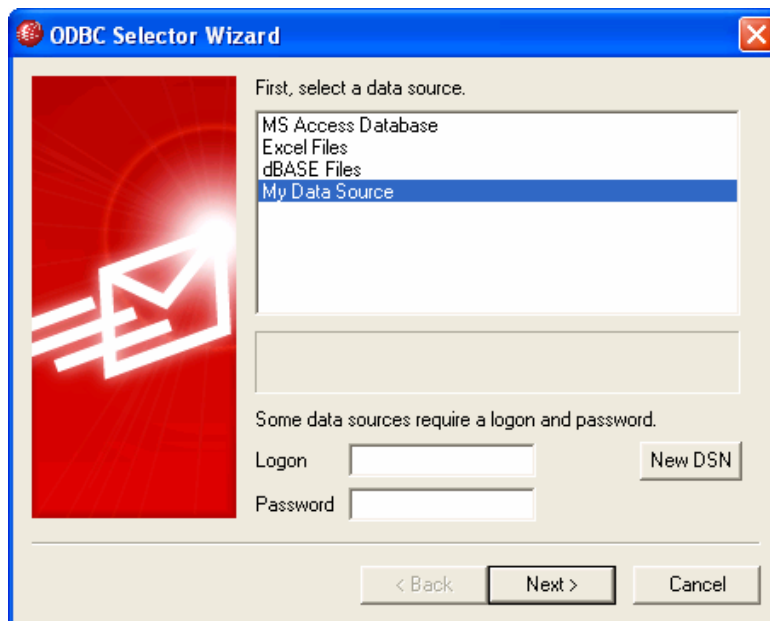 ODBC Selector Wizard
First, select a data source.
MS Access Database
Excel Files
dBASE Files
My Data Source
Some data sources require a logon and password.
Logon
New DSN
Password
< Back
Next >
Cancel